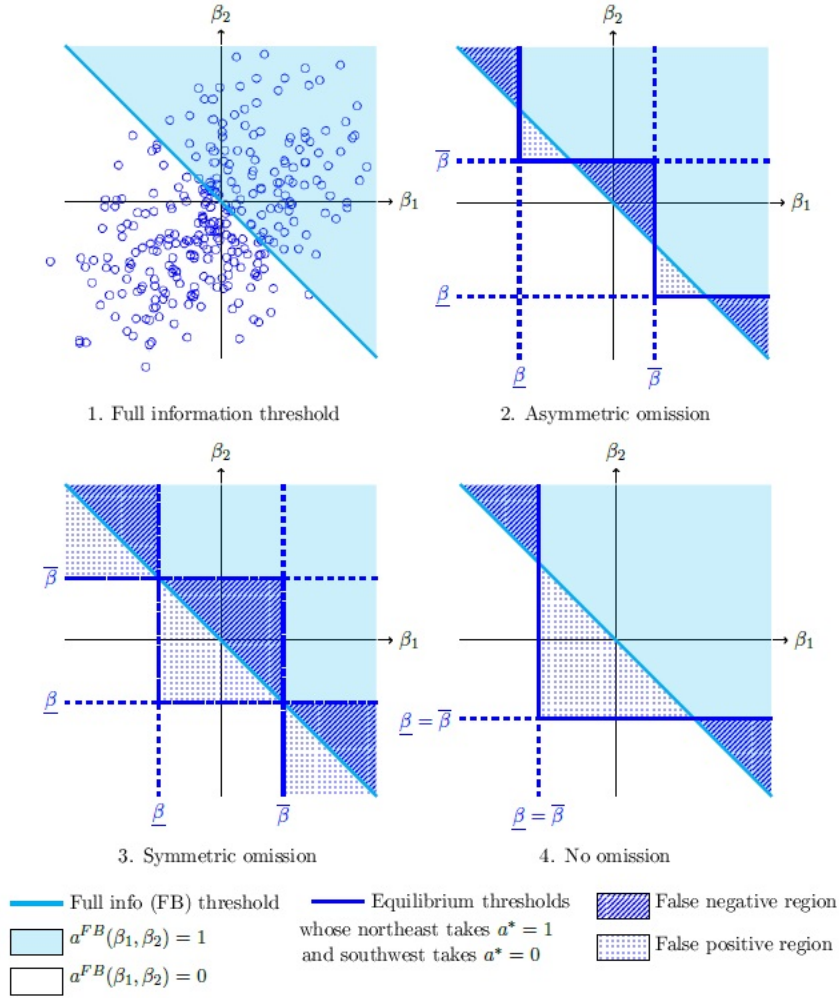 β₂
β₁
1. Full information threshold
β₂
β̅
β₁
β̲
β̲
β̅
2. Asymmetric omission
β₂
β̅
β₁
β̲
β̲
β̅
3. Symmetric omission
β₂
β₁
β̲ = β̅
β̲ = β̅
4. No omission
Full info (FB) threshold
a^{FB}(β₁, β₂) = 1
a^{FB}(β₁, β₂) = 0
Equilibrium thresholds
whose northeast takes a* = 1
and southwest takes a* = 0
False negative region
False positive region